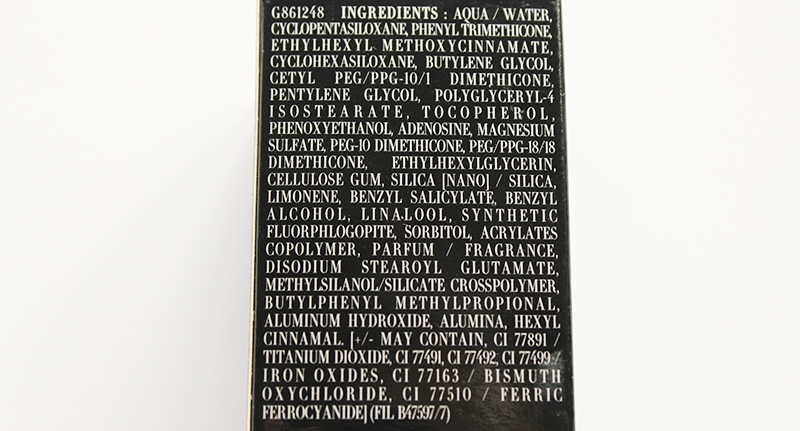 G861248 INGREDIENTS : AQUA / WATER,
CYCLOPENTASILOXANE, PHENYL TRIMETHICONE,
ETHYLHEXYL METHOXYCINNAMATE,
CYCLOHEXASILOXANE, BUTYLENE GLYCOL,
CETYL PEG/PPG-10/1 DIMETHICONE,
PENTYLENE GLYCOL, POLYGLYCERYL-4
ISOSTEARATE, TOCOPHEROL,
PHENOXYETHANOL, ADENOSINE, MAGNESIUM
SULFATE, PEG-10 DIMETHICONE, PEG/PPG-18/18
DIMETHICONE, ETHYLHEXYLGLYCERIN,
CELLULOSE GUM, SILICA [NANO] / SILICA,
LIMONENE, BENZYL SALICYLATE, BENZYL
ALCOHOL, LINALOOL, SYNTHETIC
FLUORPHLOGOPITE, SORBITOL, ACRYLATES
COPOLYMER, PARFUM / FRAGRANCE,
DISODIUM STEAROYL GLUTAMATE,
METHYLSILANOL/SILICATE CROSSPOLYMER,
BUTYLPHENYL METHYLPROPIONAL,
ALUMINUM HYDROXIDE, ALUMINA, HEXYL
CINNAMAL. [+/- MAY CONTAIN, CI 77891 /
TITANIUM DIOXIDE, CI 77491, CI 77492, CI 77499 /
IRON OXIDES, CI 77163 / BISMUTH
OXYCHLORIDE, CI 77510 / FERRIC
FERROCYANIDE] (FIL B47597/7)